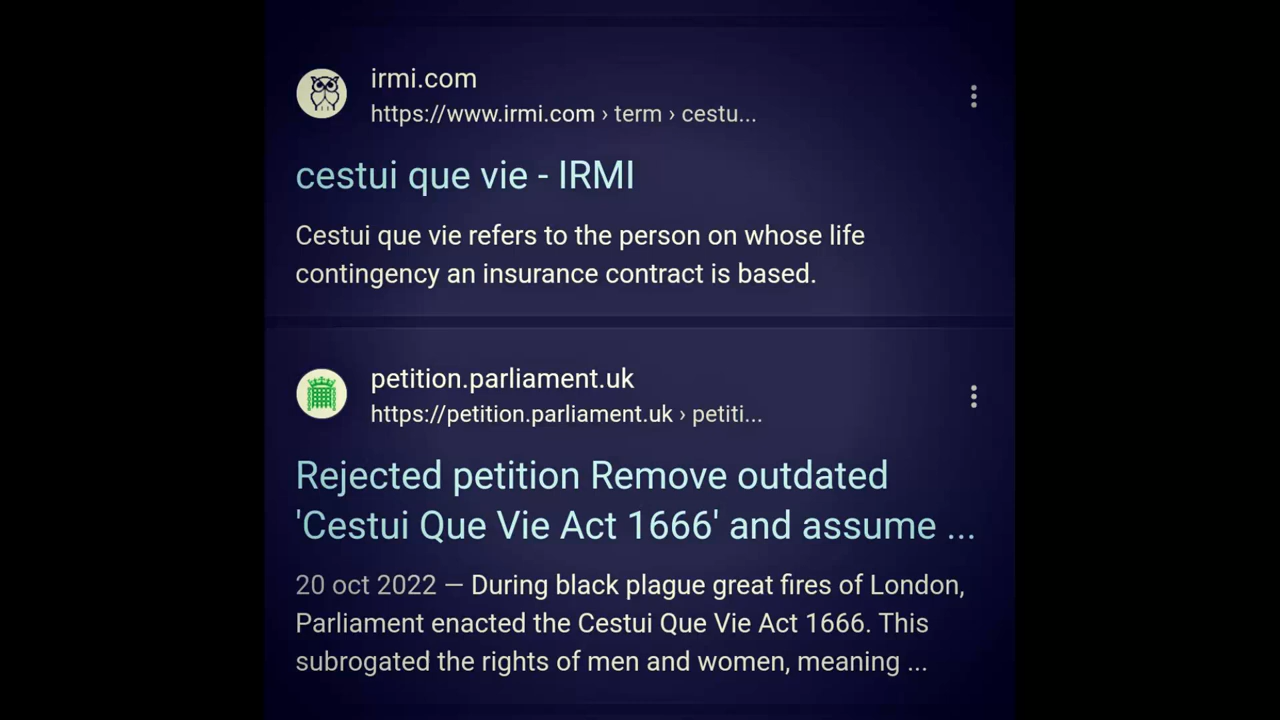 irmi.com
https://www.irmi.com › term › cestu...
cestui que vie - IRMI
Cestui que vie refers to the person on whose life
contingency an insurance contract is based.
petition.parliament.uk
https://petition.parliament.uk › petiti...
Rejected petition Remove outdated
'Cestui Que Vie Act 1666' and assume ...
20 oct 2022 — During black plague great fires of London,
Parliament enacted the Cestui Que Vie Act 1666. This
subrogated the rights of men and women, meaning ...